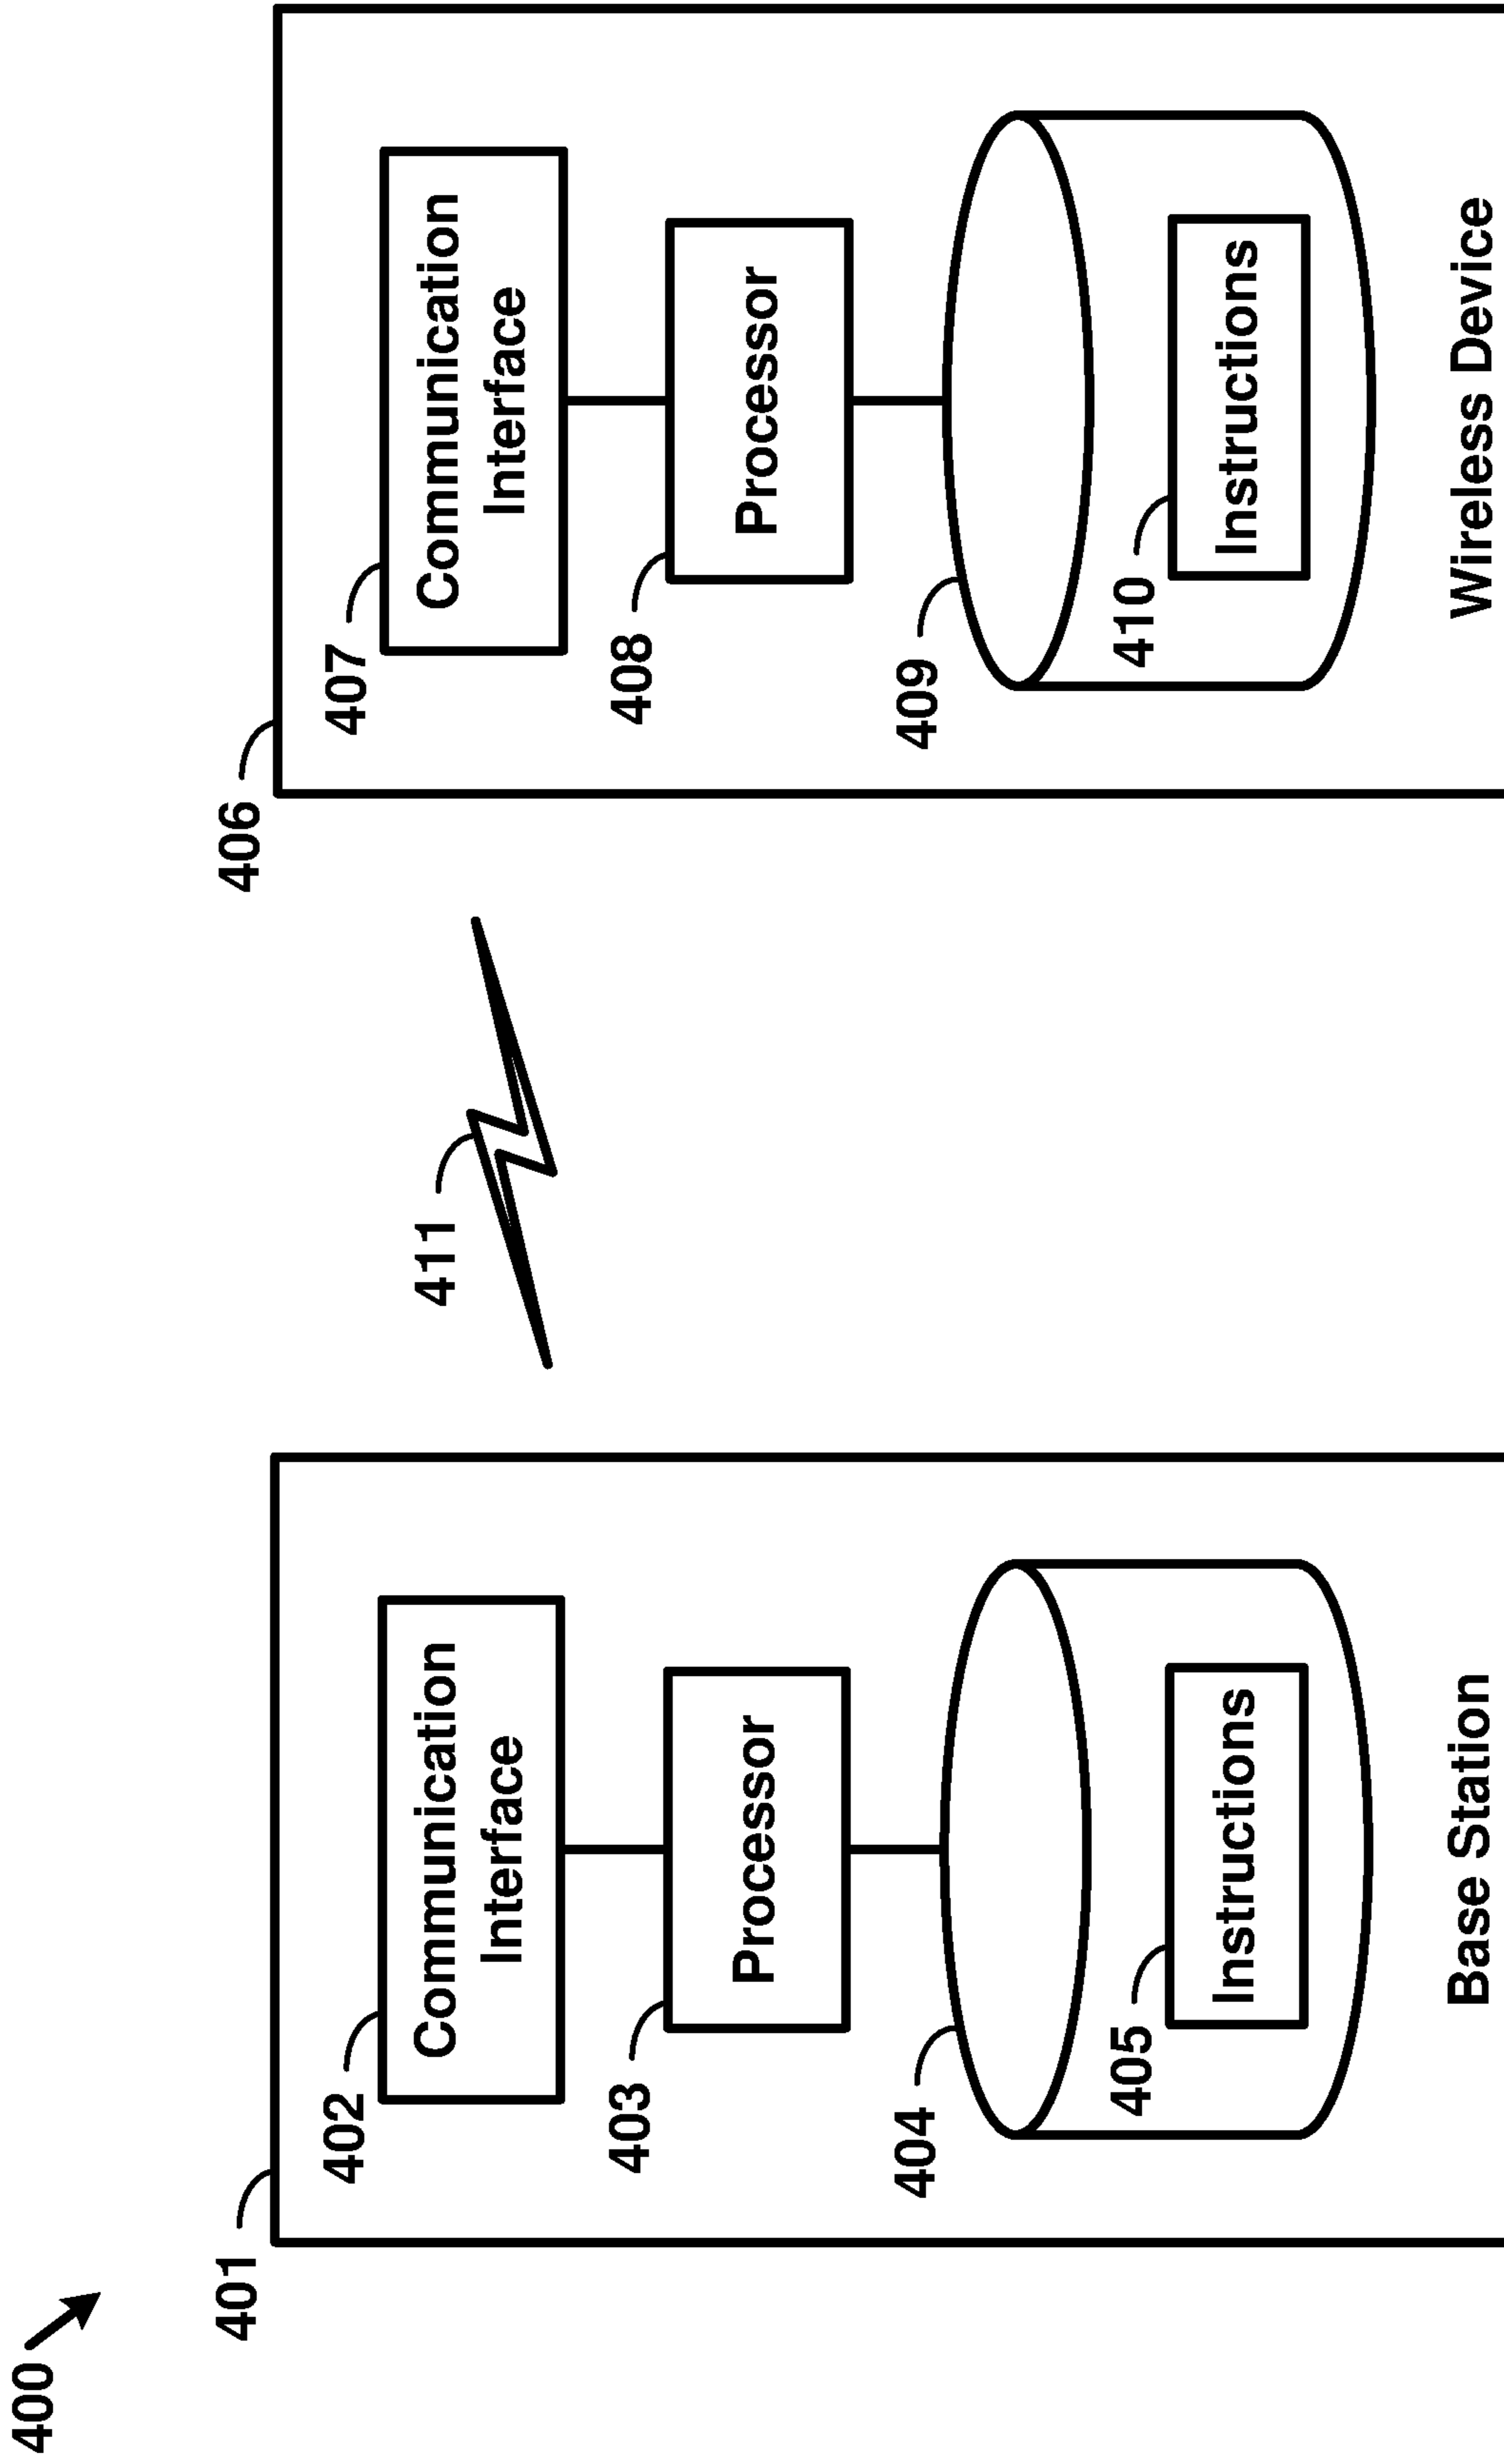 400
401
402
Communication
Interface
403
Processor
404
405
Instructions
Base Station
411
406
407
Communication
Interface
408
Processor
409
410
Instructions
Wireless Device